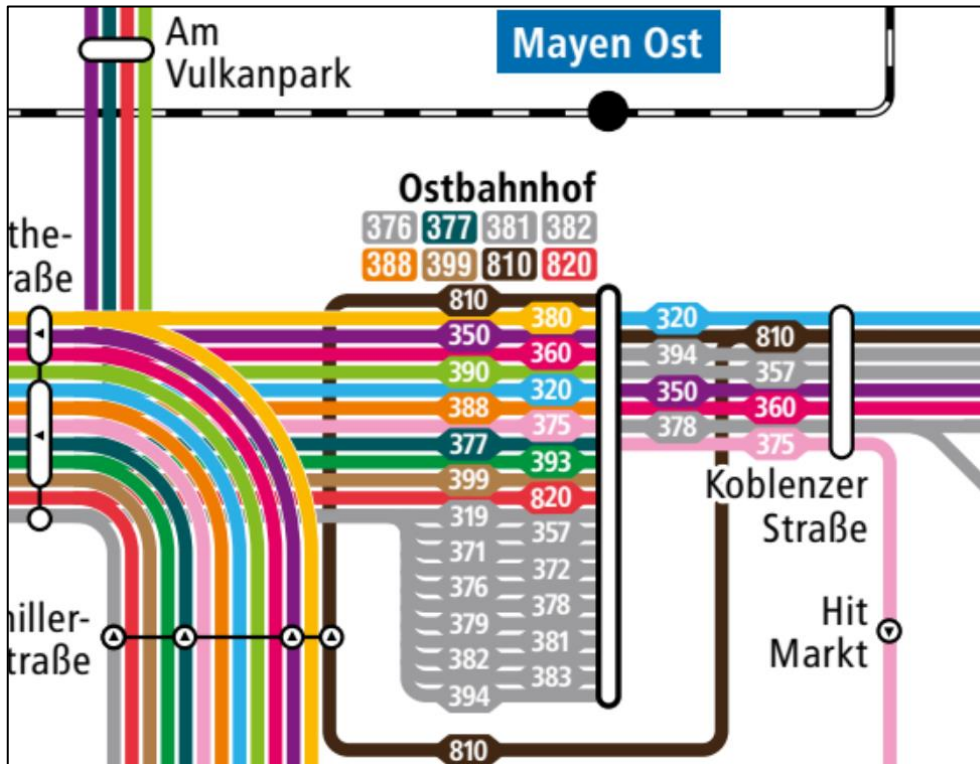 Am
Vulkanpark
Mayen Ost
Ostbahnhof
376 377 381 382
388 399 810 820
the-
raße
810
380
350
360
390
320
388
375
377
393
399
820
319
357
371
372
376
378
379
381
382
383
394
810
320
810
394
357
350
360
378
375
Koblenzer
Straße
Hit
Markt
hiller-
traße